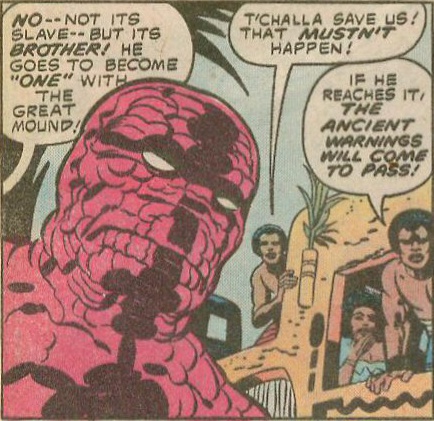 NO--NOT ITS
SLAVE--BUT ITS
BROTHER! HE
GOES TO BECOME
"ONE" WITH
THE
GREAT
MOUND!
T'CHALLA SAVE US!
THAT MUSTN'T
HAPPEN!
IF HE
REACHES IT,
THE
ANCIENT
WARNINGS
WILL COME
TO PASS!